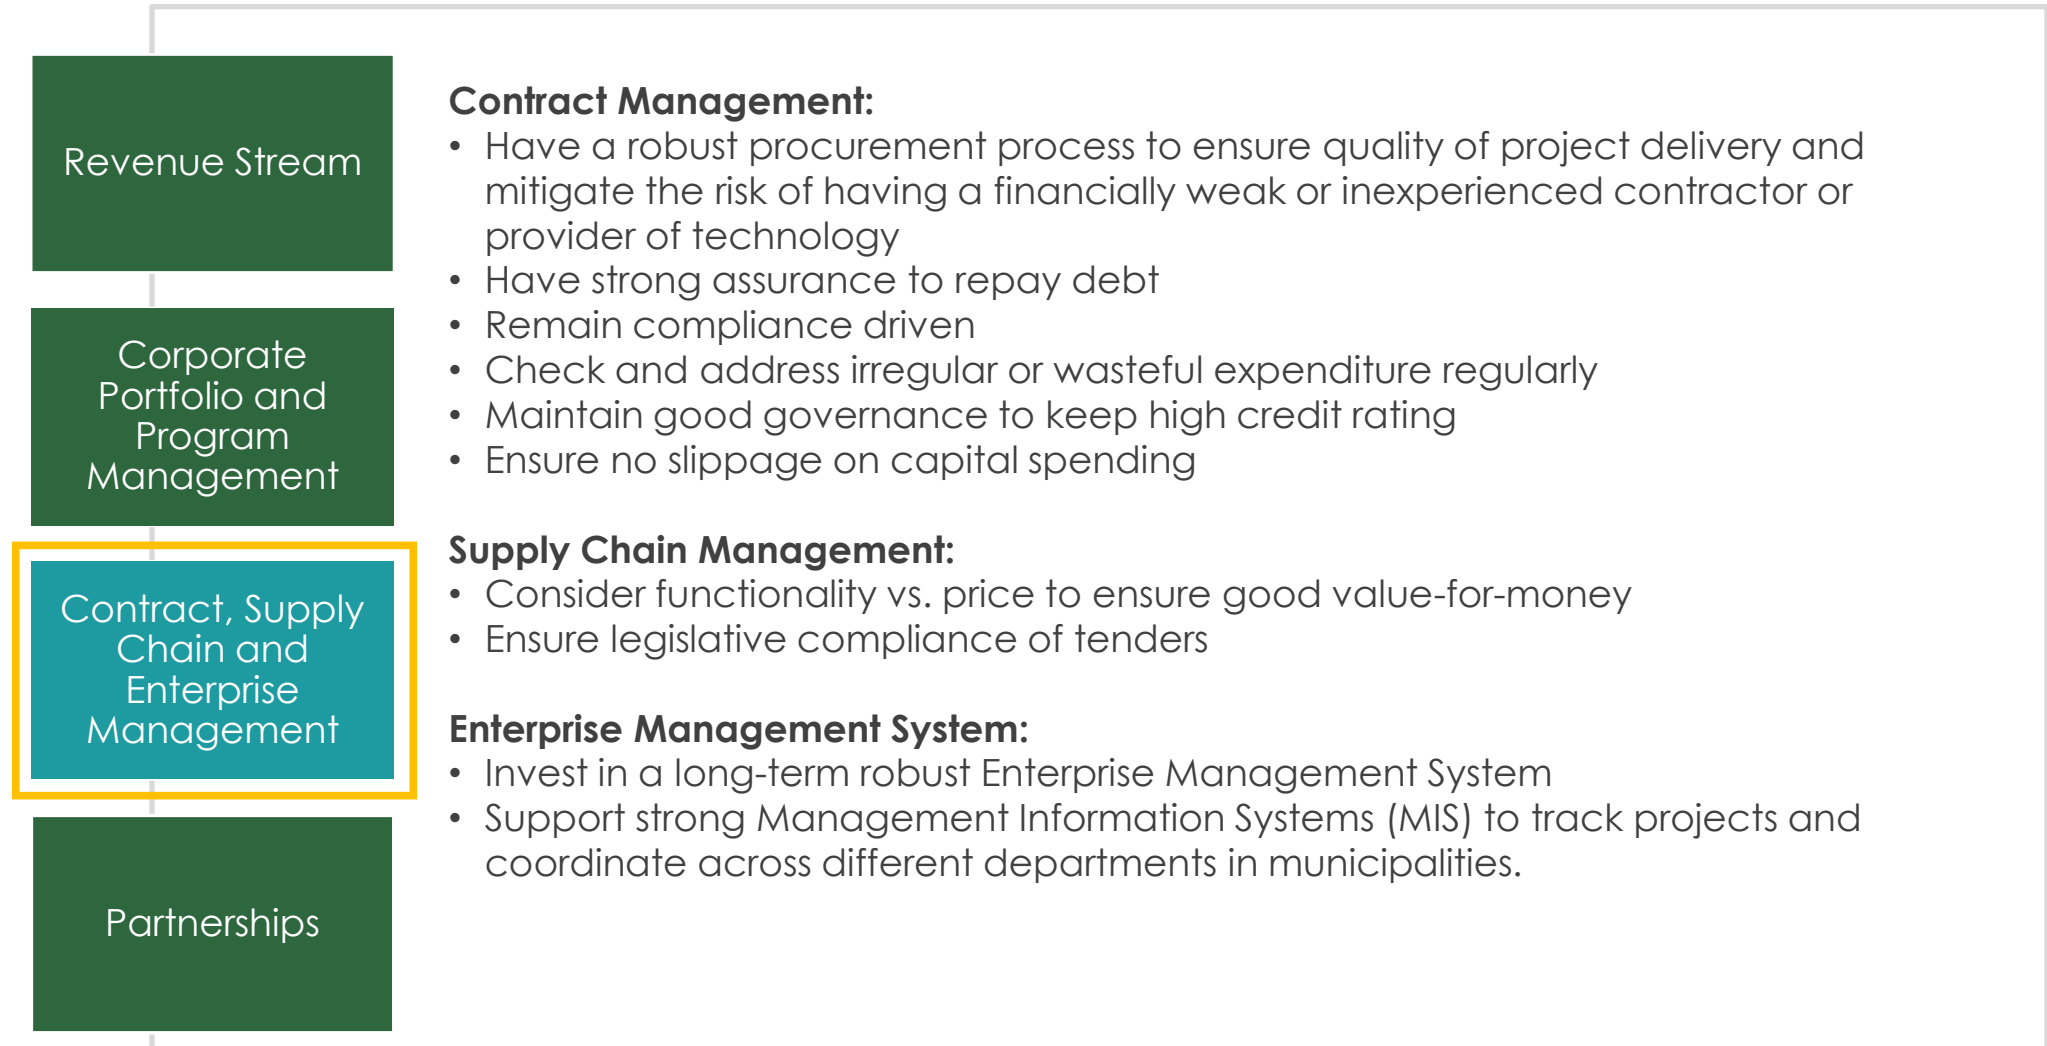 Revenue Stream
Corporate
Portfolio and
Program
Management
Contract, Supply
Chain and
Enterprise
Management
Partnerships
Contract Management:
• Have a robust procurement process to ensure quality of project delivery and
mitigate the risk of having a financially weak or inexperienced contractor or
provider of technology
• Have strong assurance to repay debt
• Remain compliance driven
• Check and address irregular or wasteful expenditure regularly
• Maintain good governance to keep high credit rating
• Ensure no slippage on capital spending
Supply Chain Management:
• Consider functionality vs. price to ensure good value-for-money
• Ensure legislative compliance of tenders
Enterprise Management System:
• Invest in a long-term robust Enterprise Management System
• Support strong Management Information Systems (MIS) to track projects and
coordinate across different departments in municipalities.